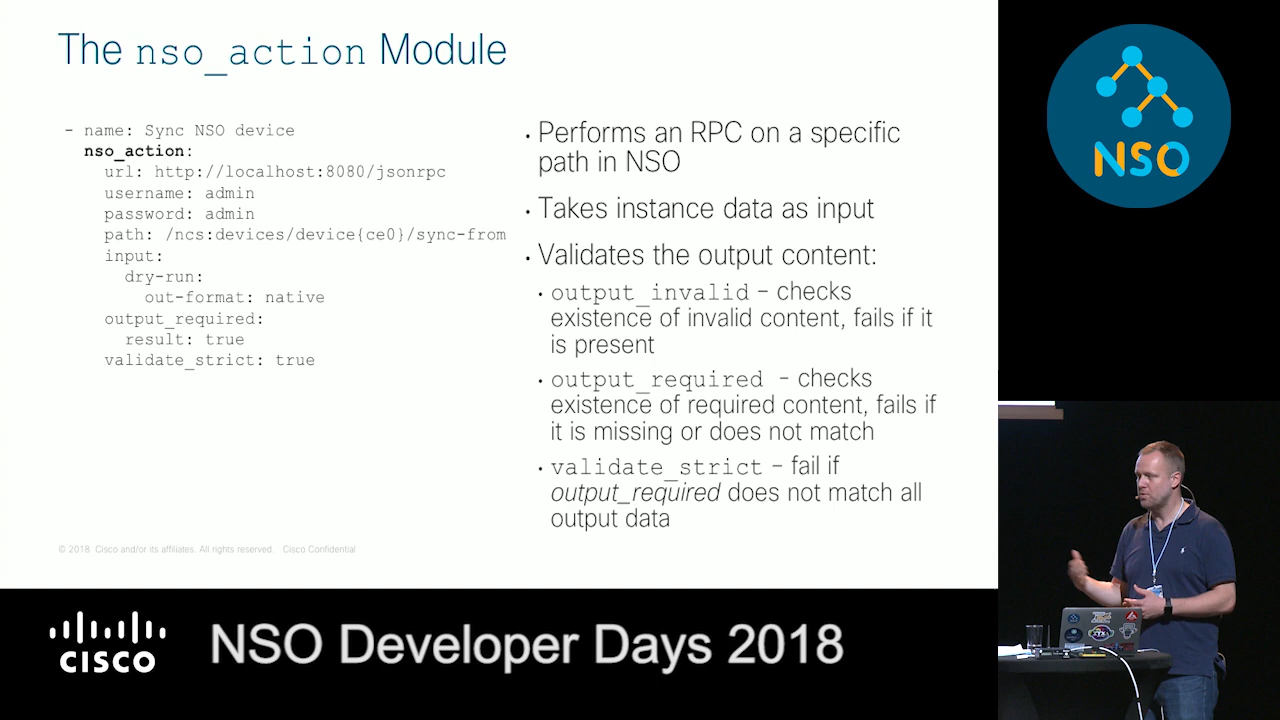 The nso_action Module
- name: Sync NSO device
nso_action:
url: http://localhost:8080/jsonrpc
username: admin
password: admin
path: /ncs:devices/device{ce0}/sync-from
input:
dry-run:
out-format: native
output_required:
result: true
validate_strict: true
• Performs an RPC on a specific
path in NSO
• Takes instance data as input
• Validates the output content:
• output_invalid – checks
existence of invalid content, fails if it
is present
• output_required – checks
existence of required content, fails if
it is missing or does not match
• validate_strict – fail if
output_required does not match all
output data
© 2018 Cisco and/or its affiliates. All rights reserved. Cisco Confidential
NSO
CISCO
NSO Developer Days 2018